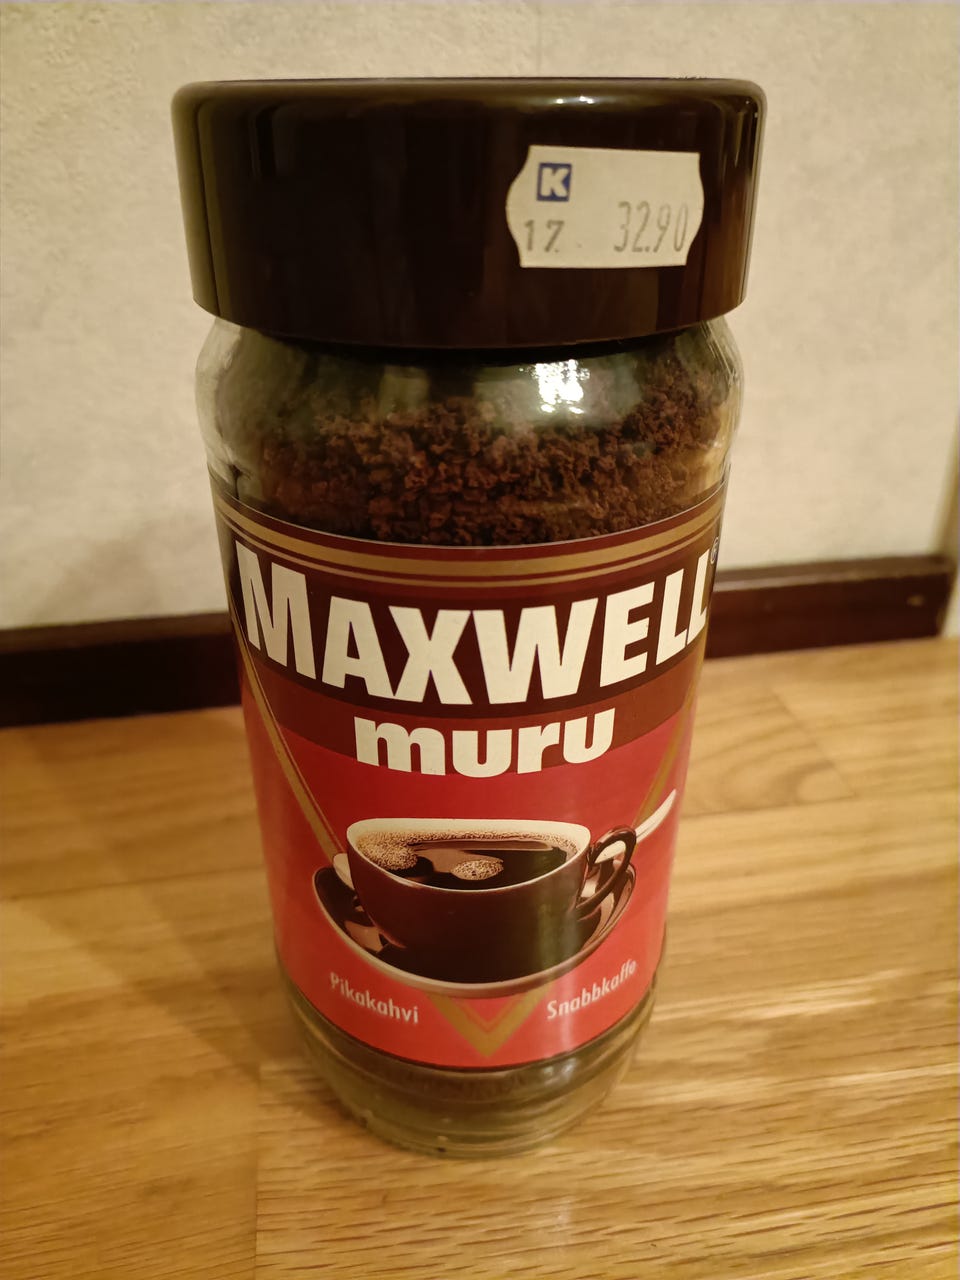 K
17. 32.90
MAXWELL®
muru
Pikakahvi
Snabbkaffe